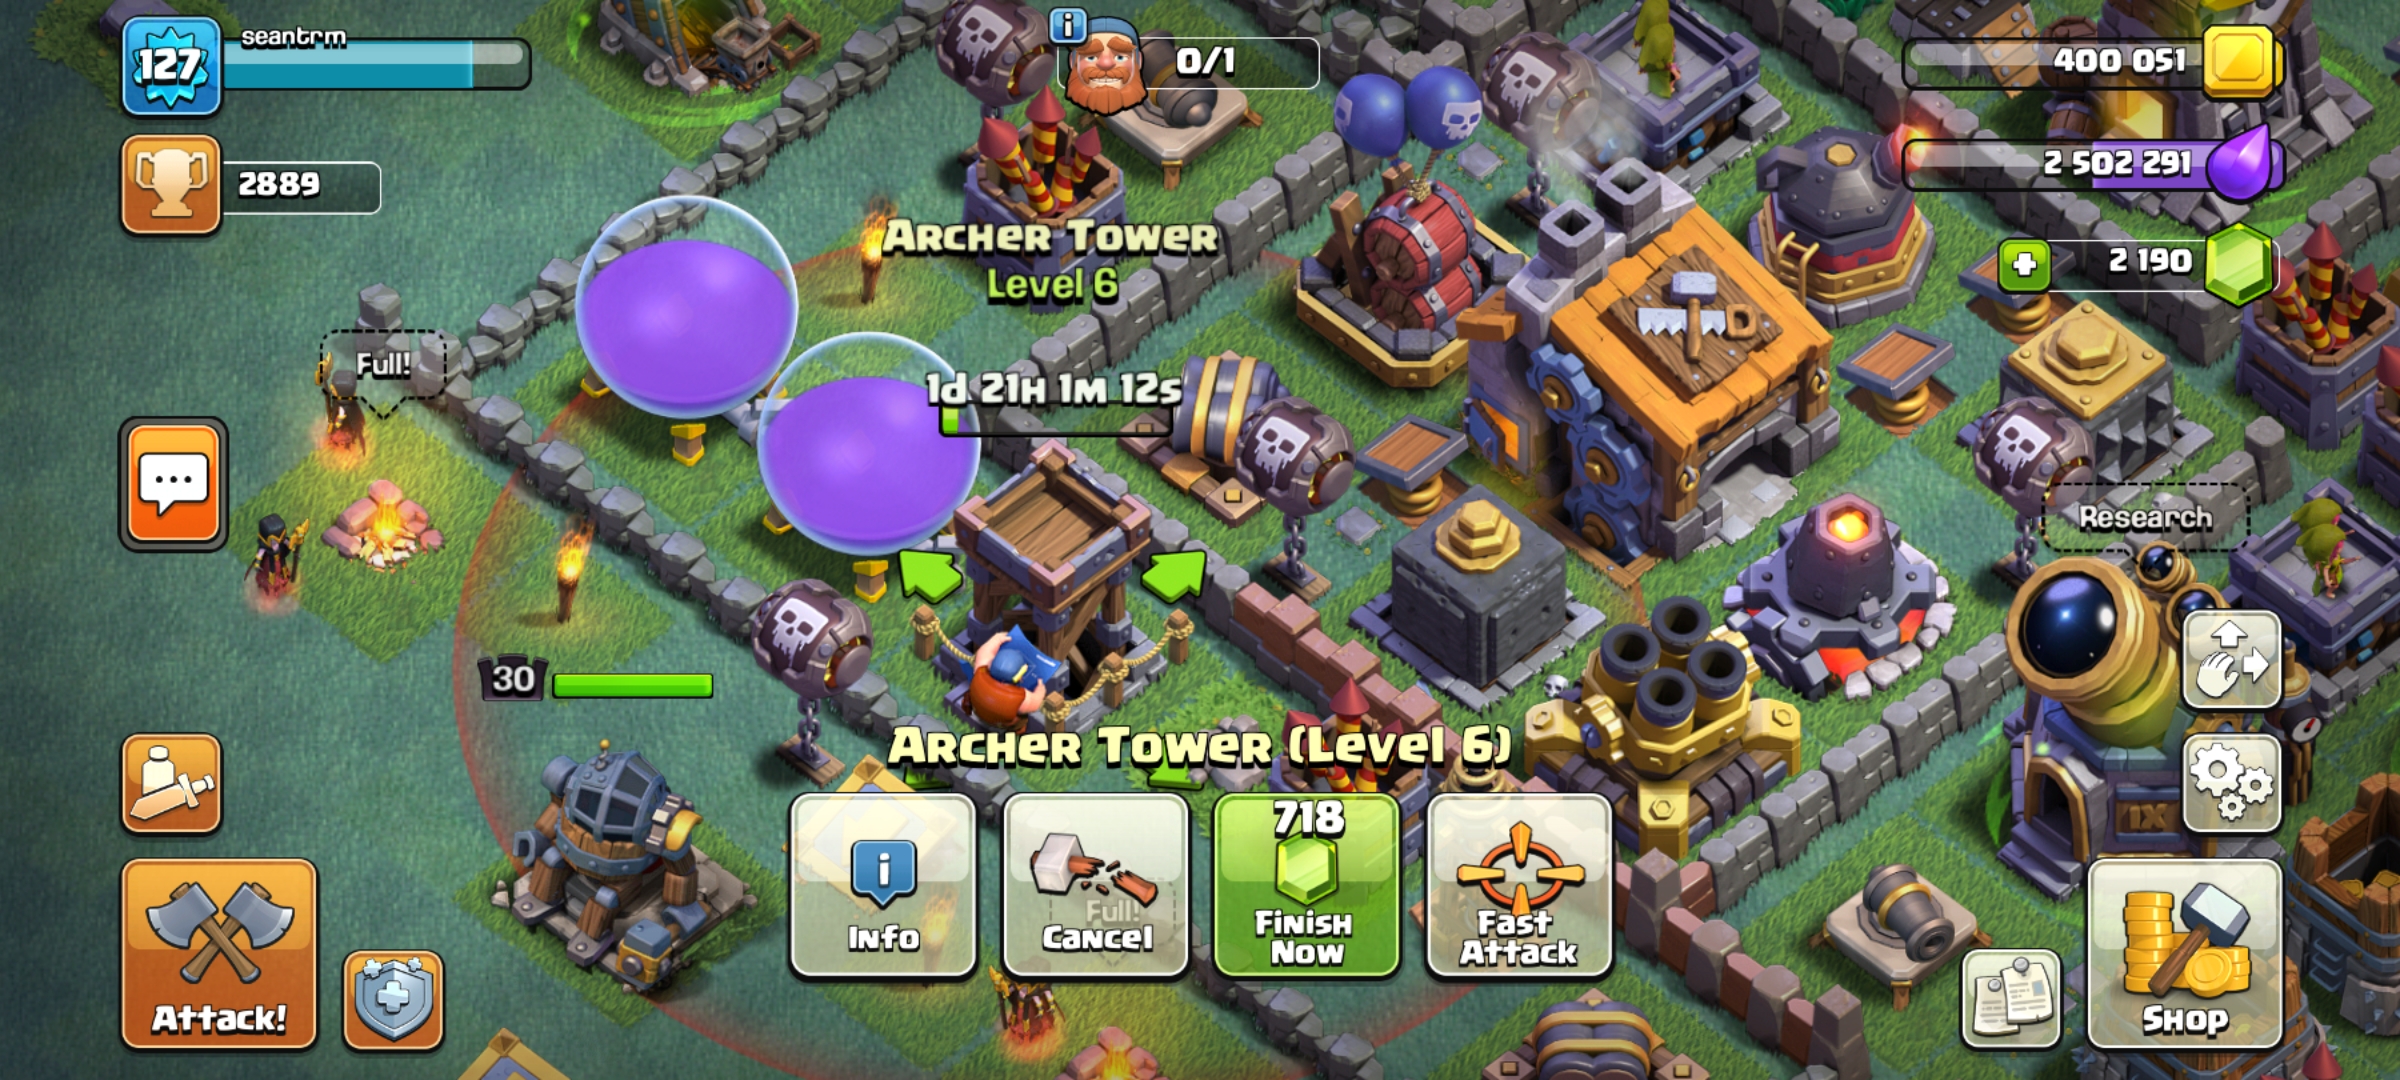 127
seantrm
0/1
400 051
2889
2 502 291
2 190
Archer Tower
Level 6
Full!
1d 21h 1m 12s
Research
30
Archer Tower (Level 6)
IX
718
Full!
Info
Cancel
Finish
Now
Fast
Attack
Attack!
Shop